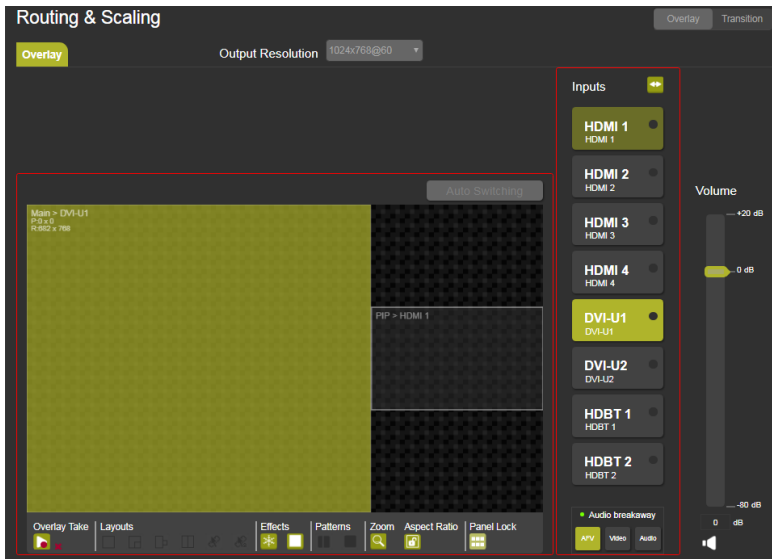 Routing & Scaling
Overlay Transition
Overlay
Output Resolution 1024x768@60
Inputs
HDMI 1
HDMI 1
HDMI 2
HDMI 2
HDMI 3
HDMI 3
HDMI 4
HDMI 4
DVI-U1
DVI-U1
DVI-U2
DVI-U2
HDBT 1
HDBT 1
HDBT 2
HDBT 2
Audio breakaway
AFV Video Audio
Auto Switching
Main > DVI-U1
P:0 x 0
R:682 x 768
PIP > HDMI 1
Overlay Take Layouts Effects Patterns Zoom Aspect Ratio Panel Lock
Volume
+20 dB
0 dB
-80 dB
0 dB